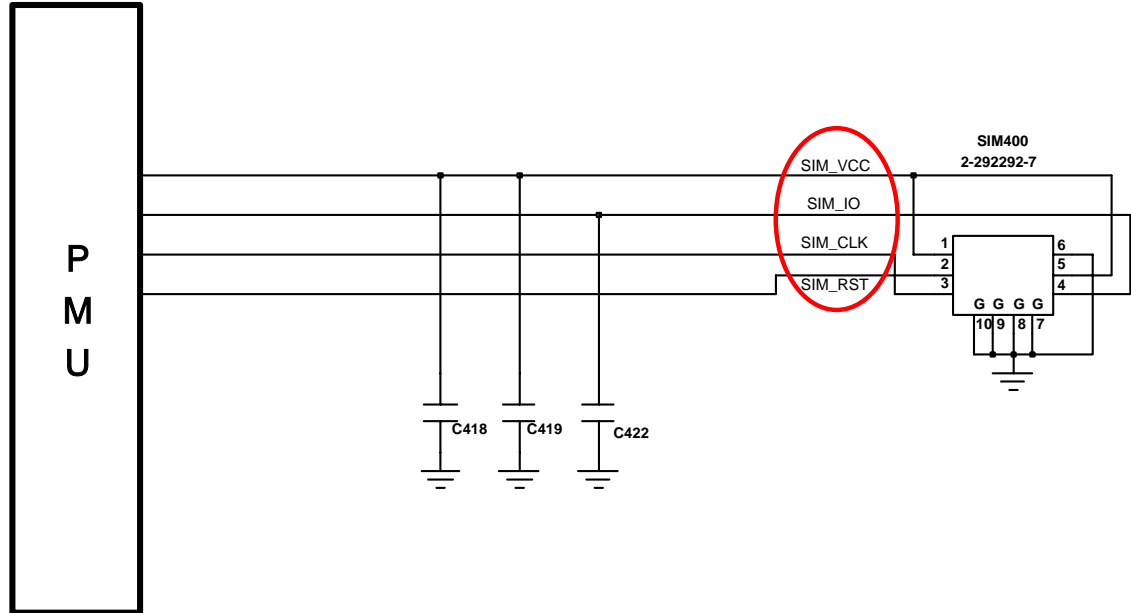 SIM400
2-292292-7
SIM_VCC
SIM_IO
SIM_CLK
SIM_RST
P
M
U
1
2
3
6
5
4
G G G G
10 9 8 7
C418
C419
C422